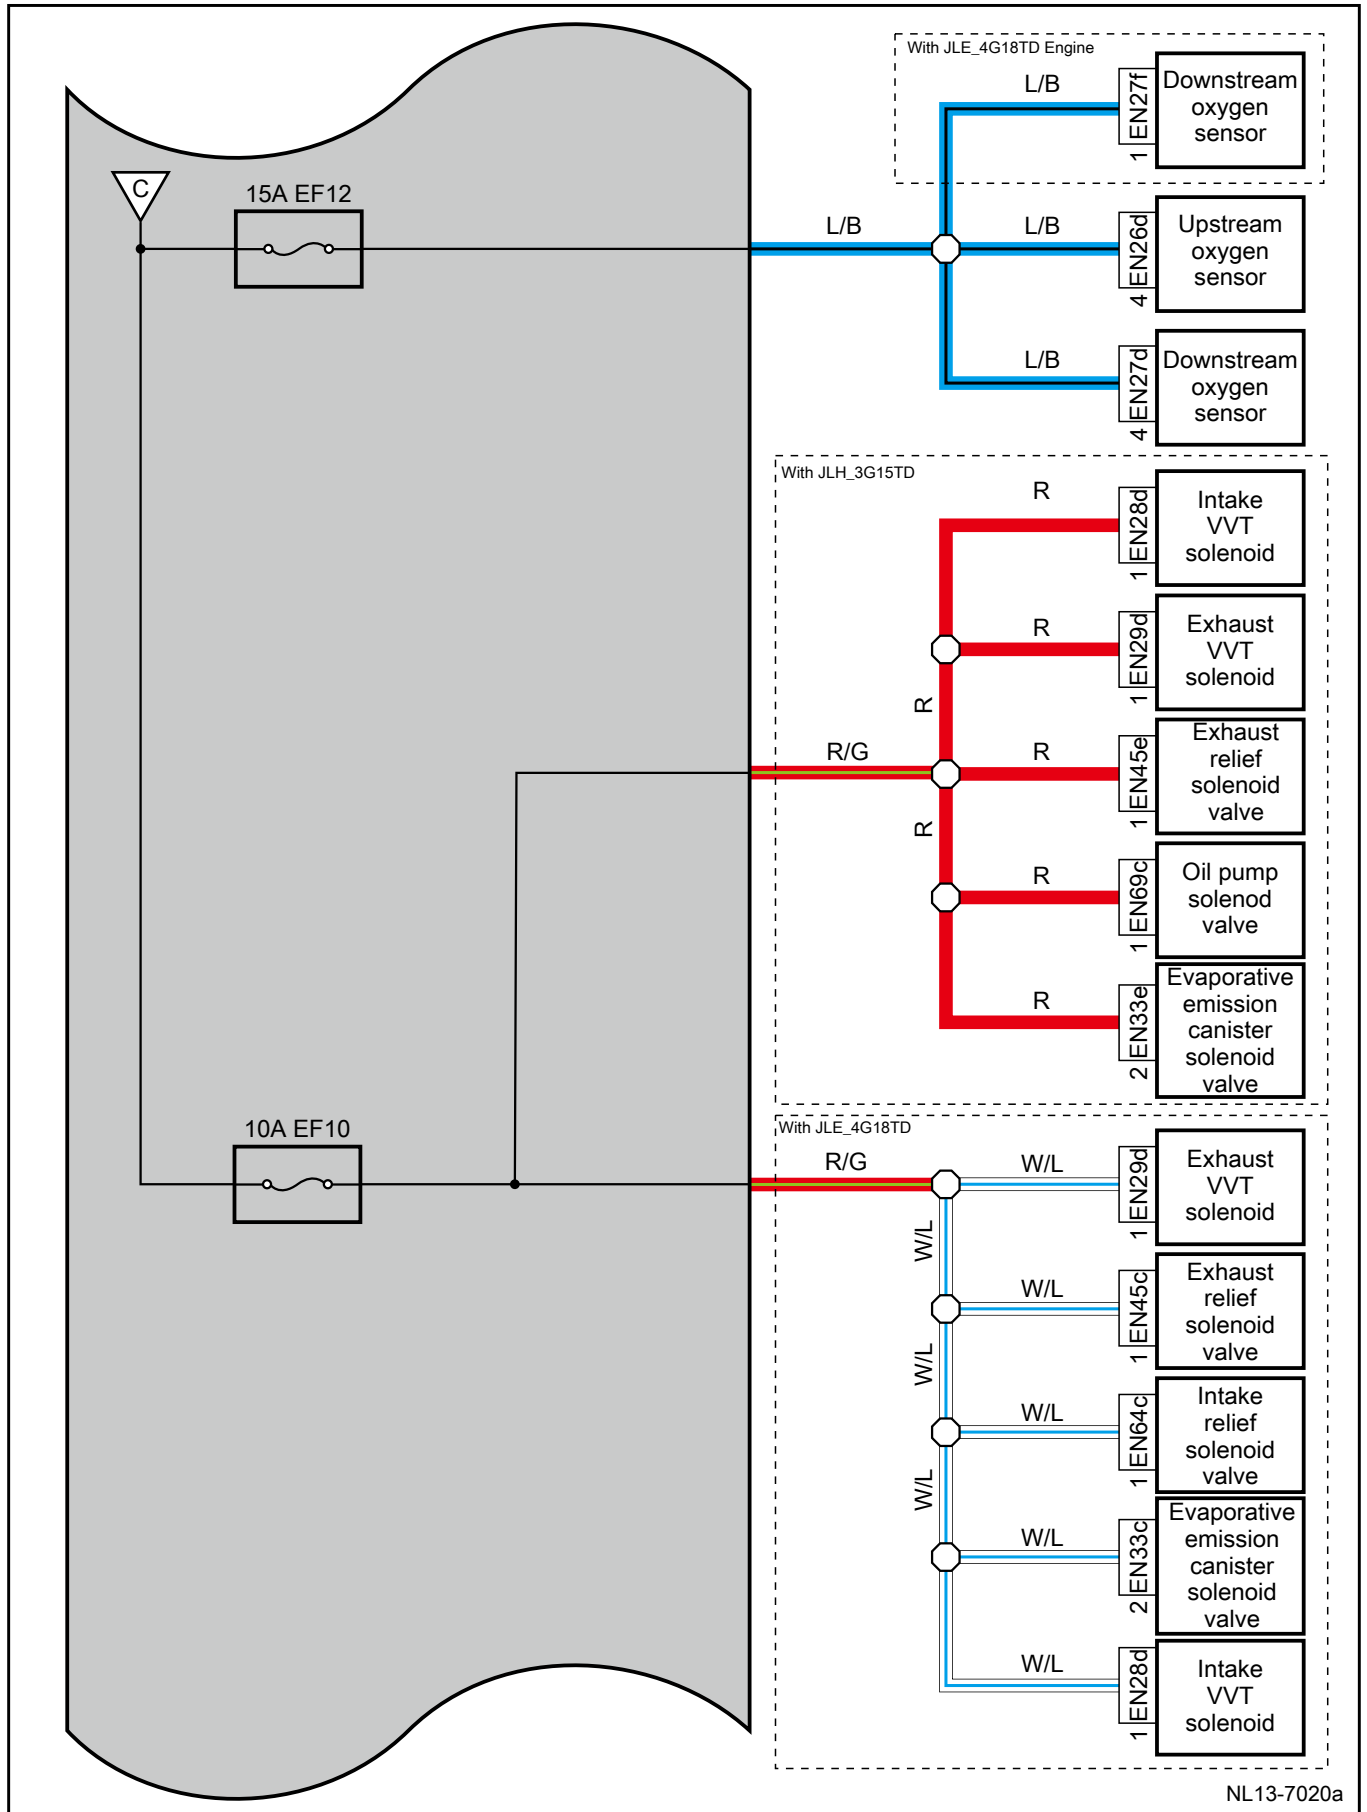 With JLE_4G18TD Engine
L/B
1 EN27f
Downstream
oxygen
sensor
C
15A EF12
L/B
L/B
4 EN26d
Upstream
oxygen
sensor
L/B
4 EN27d
Downstream
oxygen
sensor
With JLH_3G15TD
R
1 EN28d
Intake
VVT
solenoid
R
1 EN29d
Exhaust
VVT
solenoid
R
R/G
R
1 EN45e
Exhaust
relief
solenoid
valve
R
R
1 EN69c
Oil pump
solenod
valve
R
2 EN33e
Evaporative
emission
canister
solenoid
valve
10A EF10
With JLE_4G18TD
R/G
W/L
1 EN29d
Exhaust
VVT
solenoid
W/L
W/L
1 EN45c
Exhaust
relief
solenoid
valve
W/L
W/L
1 EN64c
Intake
relief
solenoid
valve
W/L
W/L
2 EN33c
Evaporative
emission
canister
solenoid
valve
W/L
1 EN28d
Intake
VVT
solenoid
NL13-7020a